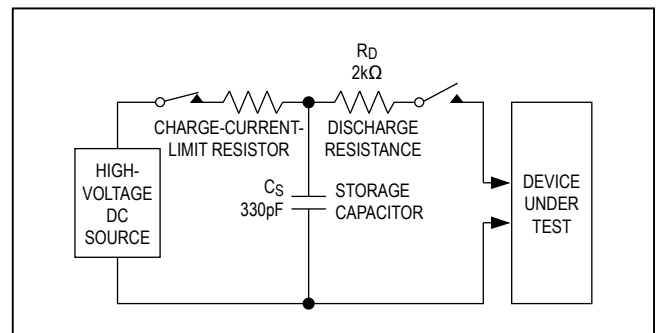 RD
2kΩ
CHARGE-CURRENT-
LIMIT RESISTOR
DISCHARGE
RESISTANCE
HIGH-
VOLTAGE
DC
SOURCE
CS
330pF
STORAGE
CAPACITOR
DEVICE
UNDER
TEST